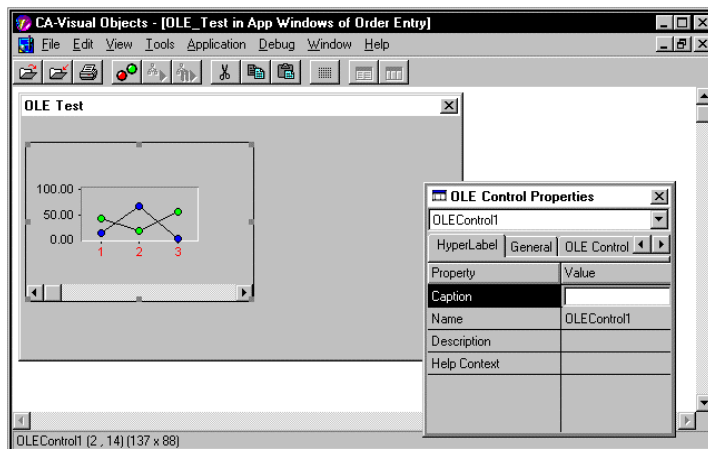 CA-Visual Objects - [OLE_Test in App Windows of Order Entry]
File Edit View Tools Application Debug Window Help
OLE Test
100.00
50.00
0.00
1 2 3
OLE Control Properties
OLEControl1
HyperLabel General OLE Control
Property Value
Caption
Name OLEControl1
Description
Help Context
OLEControl1 (2 , 14) (137 x 88)